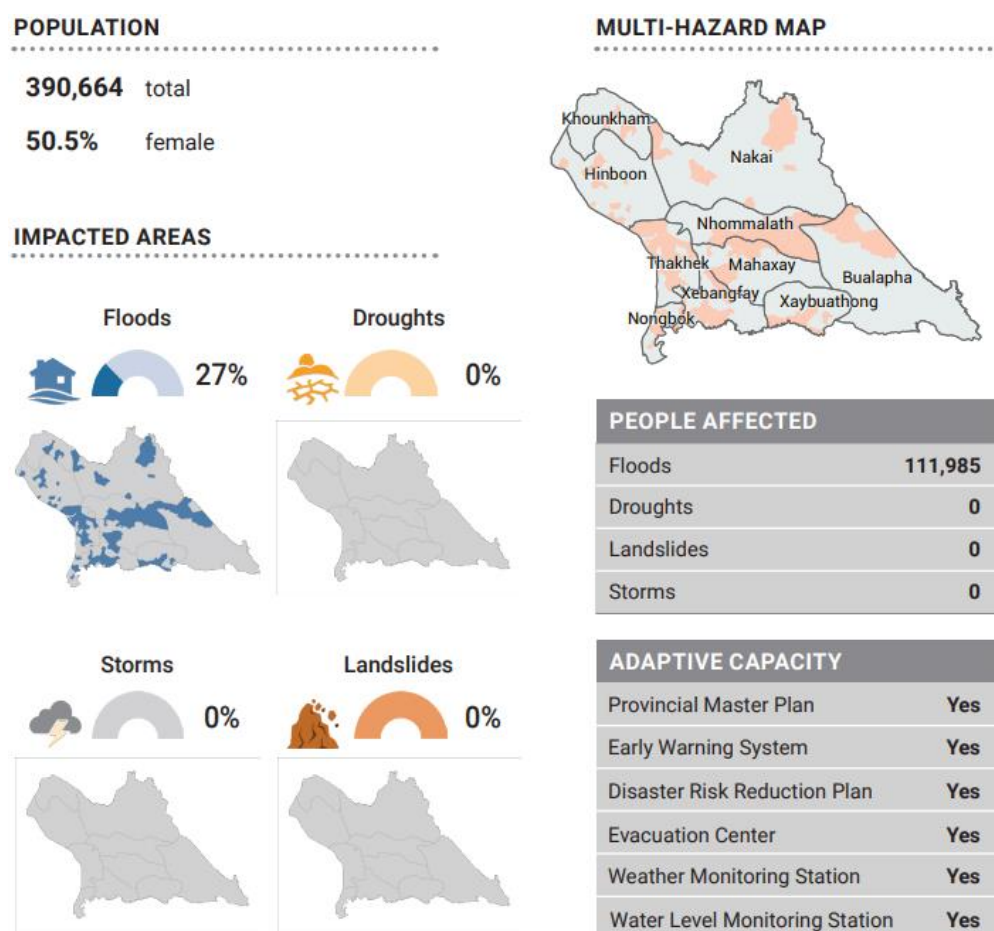 POPULATION
390,664 total
50.5% female
IMPACTED AREAS
Floods
27%
Droughts
0%
Storms
0%
Landslides
0%
MULTI-HAZARD MAP
Khounkham
Nakai
Hinboon
Nhommalath
Thakhek
Mahaxay
Bualapha
Xebangfay
Xaybuathong
Nongbok
PEOPLE AFFECTED
Floods 111,985
Droughts 0
Landslides 0
Storms 0
ADAPTIVE CAPACITY
Provincial Master Plan Yes
Early Warning System Yes
Disaster Risk Reduction Plan Yes
Evacuation Center Yes
Weather Monitoring Station Yes
Water Level Monitoring Station Yes